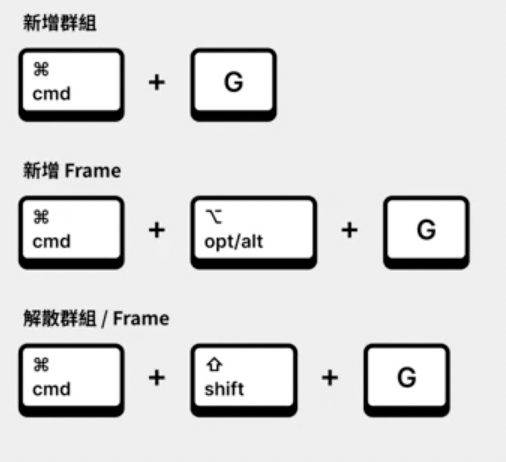 新增群組
⌘
cmd + G
新增 Frame
⌘ ⌥
cmd + opt/alt + G
解散群組 / Frame
⌘ ⇧
cmd + shift + G